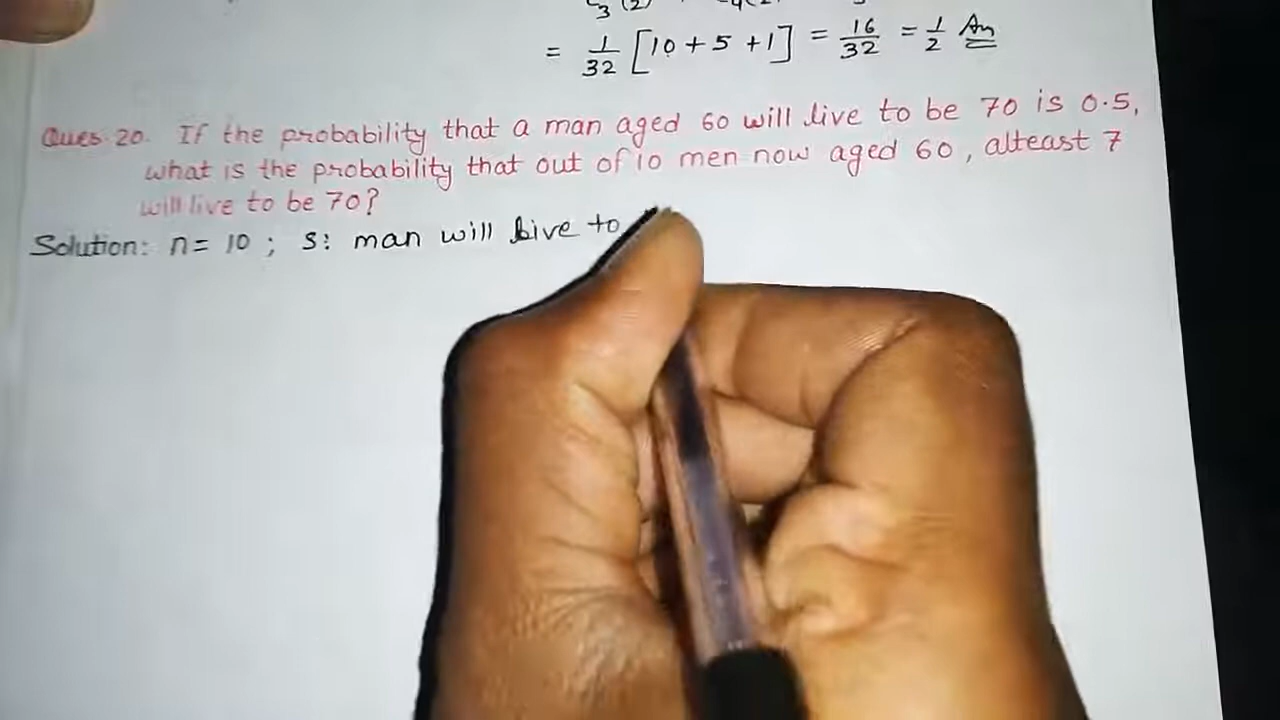 = 1/32 [10 + 5 + 1] = 16/32 = 1/2 An
Ques. 20. If the probability that a man aged 60 will live to be 70 is 0.5,
what is the probability that out of 10 men now aged 60, alteast 7
will live to be 70?
Solution: n = 10 ; S: man will live to